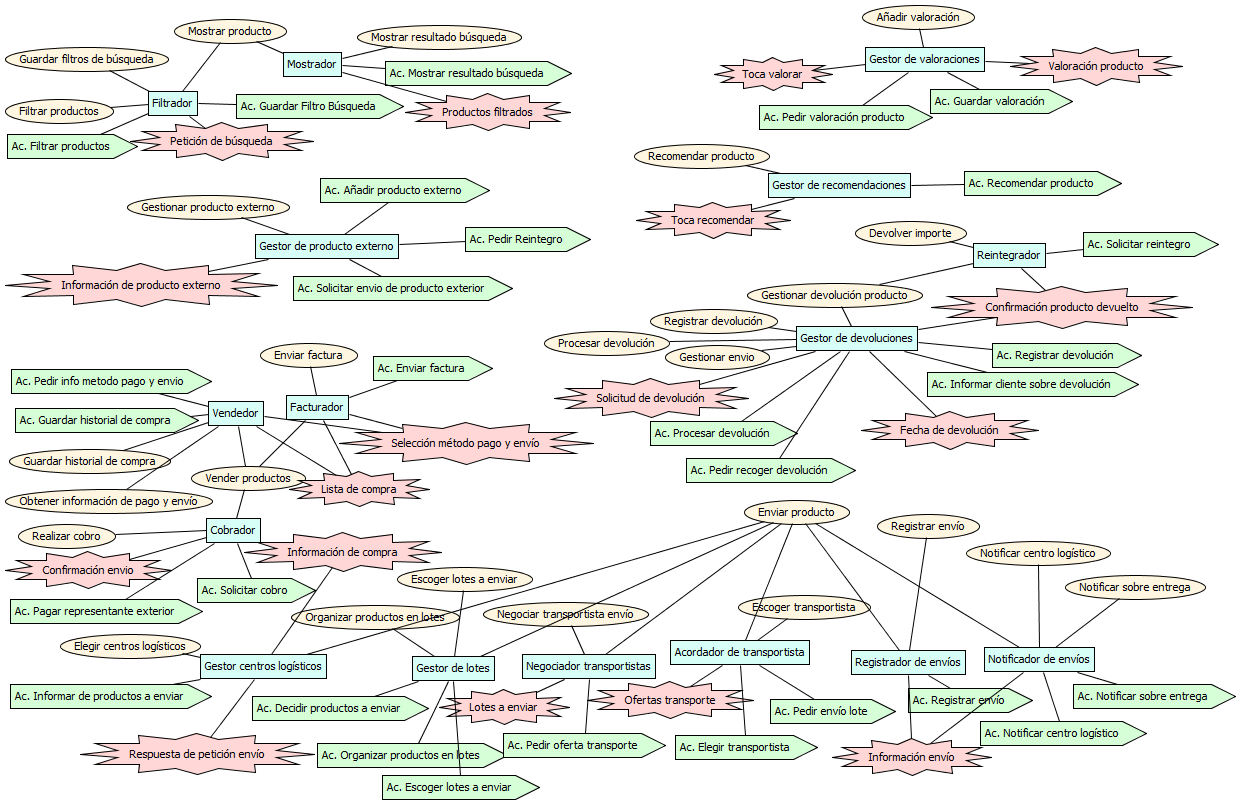 Añadir valoración
Mostrar producto
Mostrar resultado búsqueda
Guardar filtros de búsqueda
Mostrador
Gestor de valoraciones
Ac. Mostrar resultado búsqueda
Toca valorar
Valoración producto
Filtrador
Ac. Guardar Filtro Búsqueda
Filtrar productos
Productos filtrados
Ac. Pedir valoración producto
Ac. Guardar valoración
Ac. Filtrar productos
Petición de búsqueda
Recomendar producto
Gestor de recomendaciones
Ac. Recomendar producto
Ac. Añadir producto externo
Gestionar producto externo
Toca recomendar
Gestor de producto externo
Ac. Pedir Reintegro
Devolver importe
Ac. Solicitar reintegro
Reintegrador
Información de producto externo
Ac. Solicitar envio de producto exterior
Gestionar devolución producto
Confirmación producto devuelto
Registrar devolución
Procesar devolución
Gestor de devoluciones
Gestionar envio
Ac. Registrar devolución
Enviar factura
Ac. Enviar factura
Ac. Pedir info metodo pago y envio
Ac. Informar cliente sobre devolución
Solicitud de devolución
Facturador
Vendedor
Ac. Guardar historial de compra
Ac. Procesar devolución
Fecha de devolución
Selección método pago y envío
Guardar historial de compra
Ac. Pedir recoger devolución
Vender productos
Lista de compra
Obtener información de pago y envío
Enviar producto
Registrar envío
Cobrador
Realizar cobro
Información de compra
Notificar centro logístico
Confirmación envio
Escoger lotes a enviar
Notificar sobre entrega
Ac. Solicitar cobro
Ac. Pagar representante exterior
Organizar productos en lotes
Negociar transportista envío
Escoger transportista
Elegir centros logísticos
Gestor centros logísticos
Gestor de lotes
Negociador transportistas
Acordador de transportista
Registrador de envíos
Notificador de envíos
Ac. Informar de productos a enviar
Ac. Decidir productos a enviar
Lotes a enviar
Ofertas transporte
Ac. Pedir envío lote
Ac. Registrar envío
Ac. Notificar sobre entrega
Ac. Notificar centro logístico
Respuesta de petición envío
Ac. Organizar productos en lotes
Ac. Pedir oferta transporte
Ac. Elegir transportista
Información envío
Ac. Escoger lotes a enviar